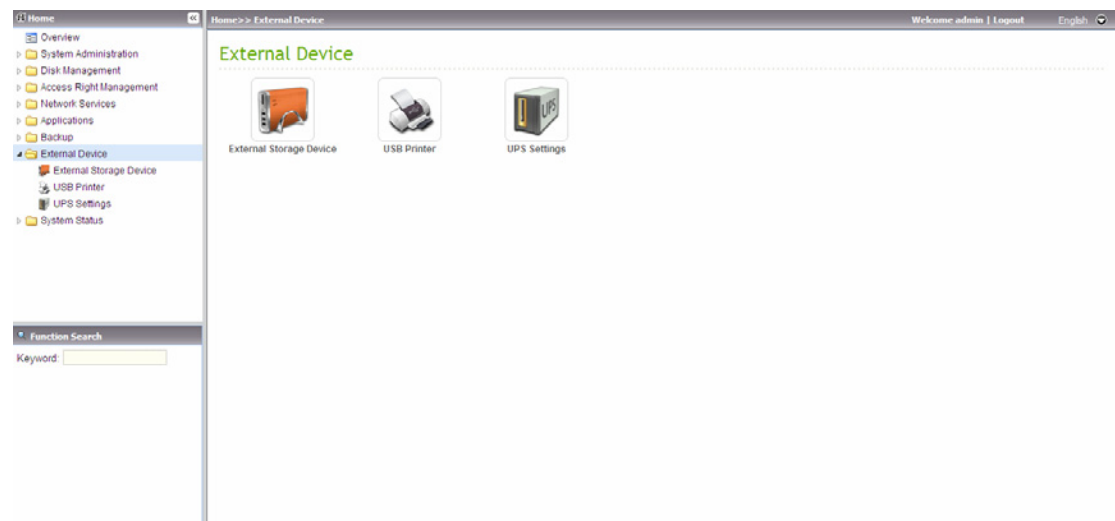 Home
Home>> External Device
Welcome admin | Logout
English
Overview
System Administration
Disk Management
Access Right Management
Network Services
Applications
Backup
External Device
External Storage Device
USB Printer
UPS Settings
System Status
Function Search
Keyword:
External Device
UPS
External Storage Device
USB Printer
UPS Settings